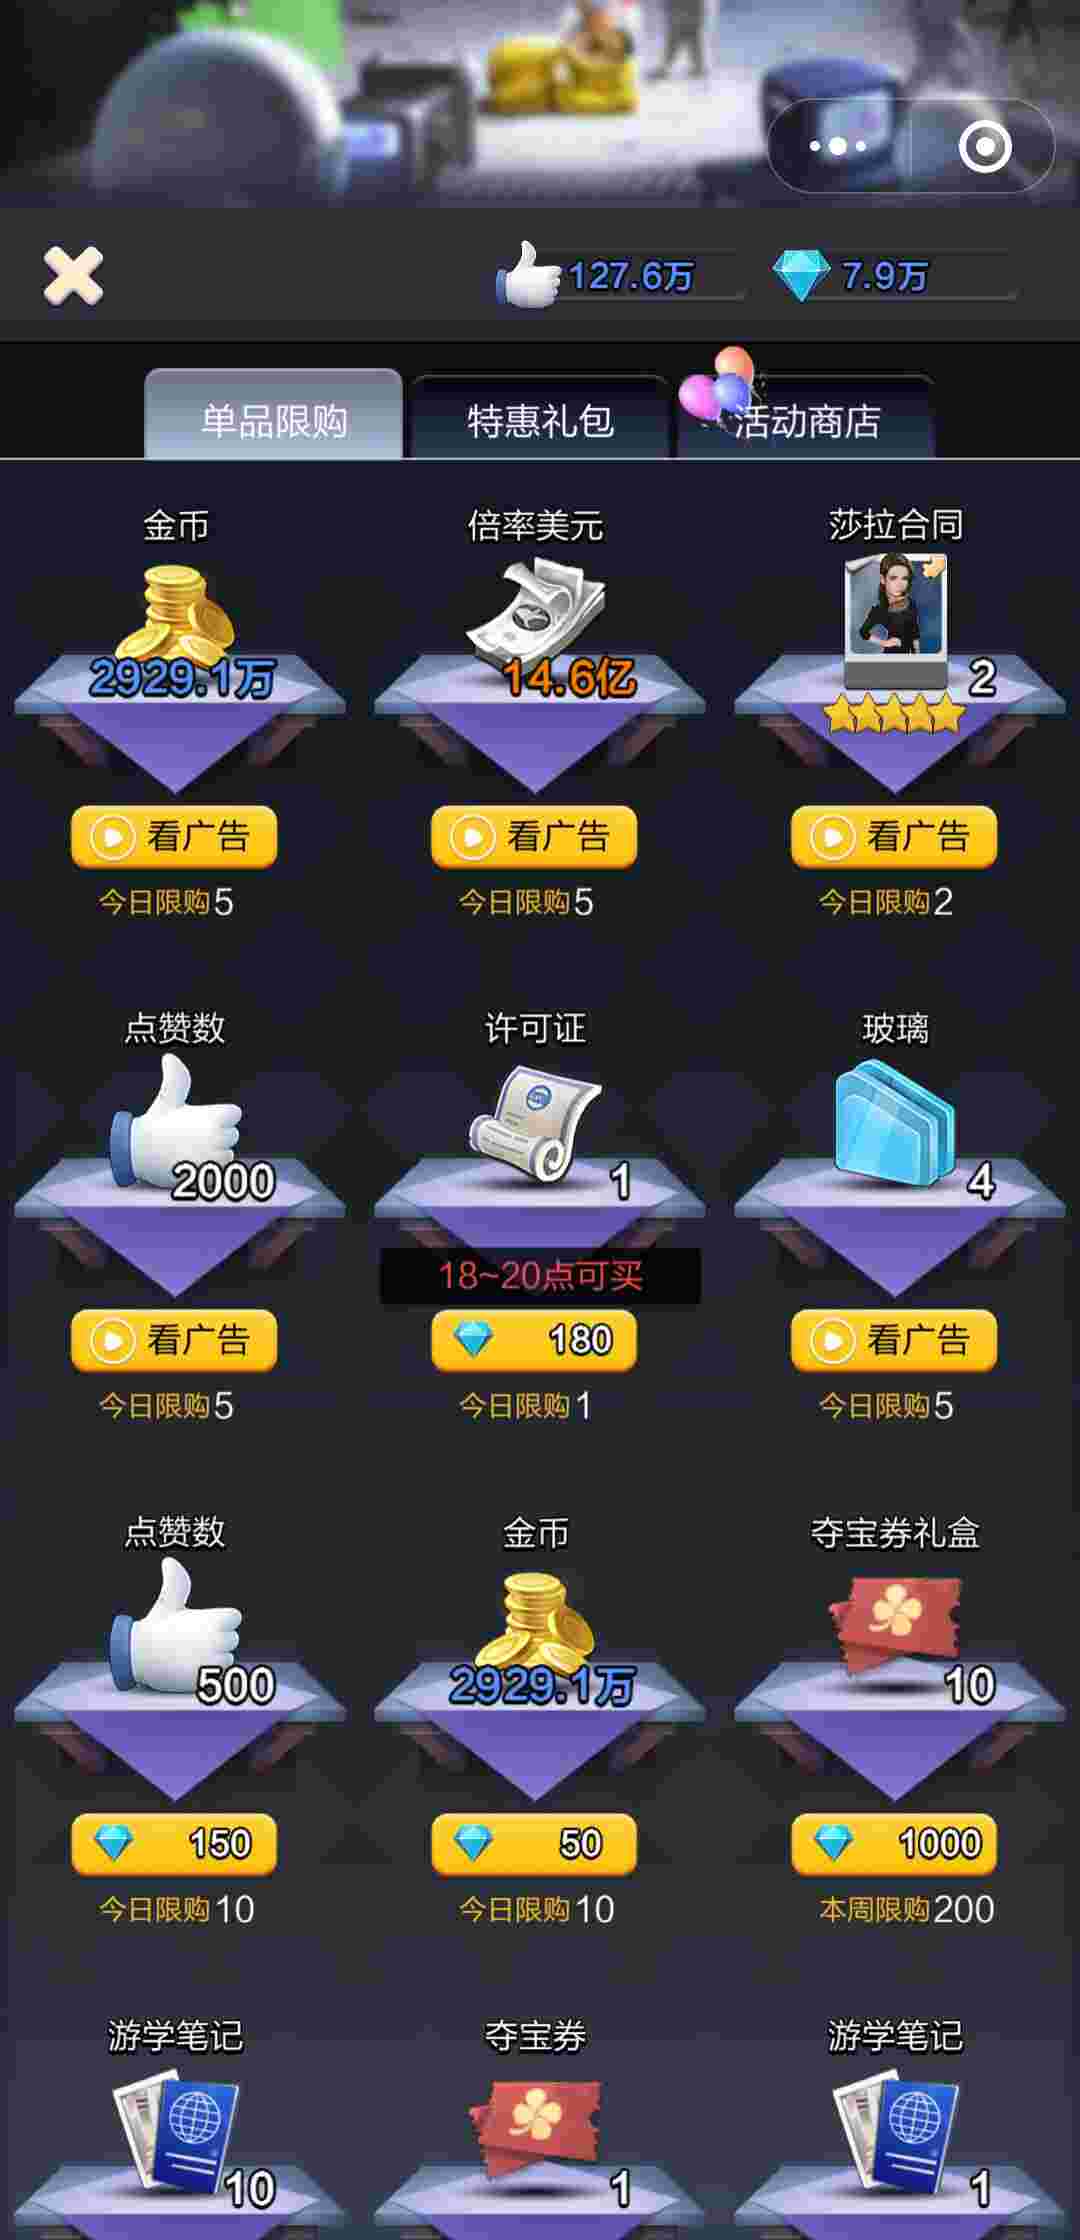 127.6万 7.9万
单品限购 特惠礼包 活动商店
金币 倍率美元 莎拉合同
2929.1万 14.6亿 2
看广告 看广告 看广告
今日限购5 今日限购5 今日限购2
点赞数 许可证 玻璃
2000 1 4
18~20点可买
看广告 180 看广告
今日限购5 今日限购1 今日限购5
点赞数 金币 夺宝券礼盒
500 2929.1万 10
150 50 1000
今日限购10 今日限购10 本周限购200
游学笔记 夺宝券 游学笔记
10 1 1